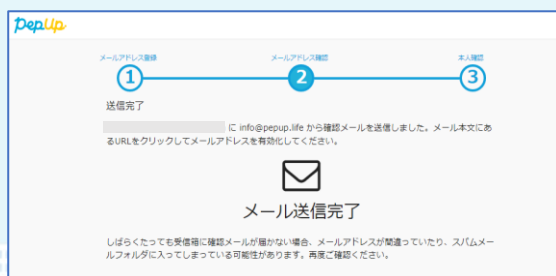 PepUp
メールアドレス登録 メールアドレス確認 本人確認
1 2 3
送信完了
に info@pepup.life から確認メールを送信しました。メール本文にあ
るURLをクリックしてメールアドレスを有効化してください。
メール送信完了
しばらくたっても受信箱に確認メールが届かない場合、メールアドレスが間違っていたり、スパムメー
ルフォルダに入ってしまっている可能性があります。再度ご確認ください。